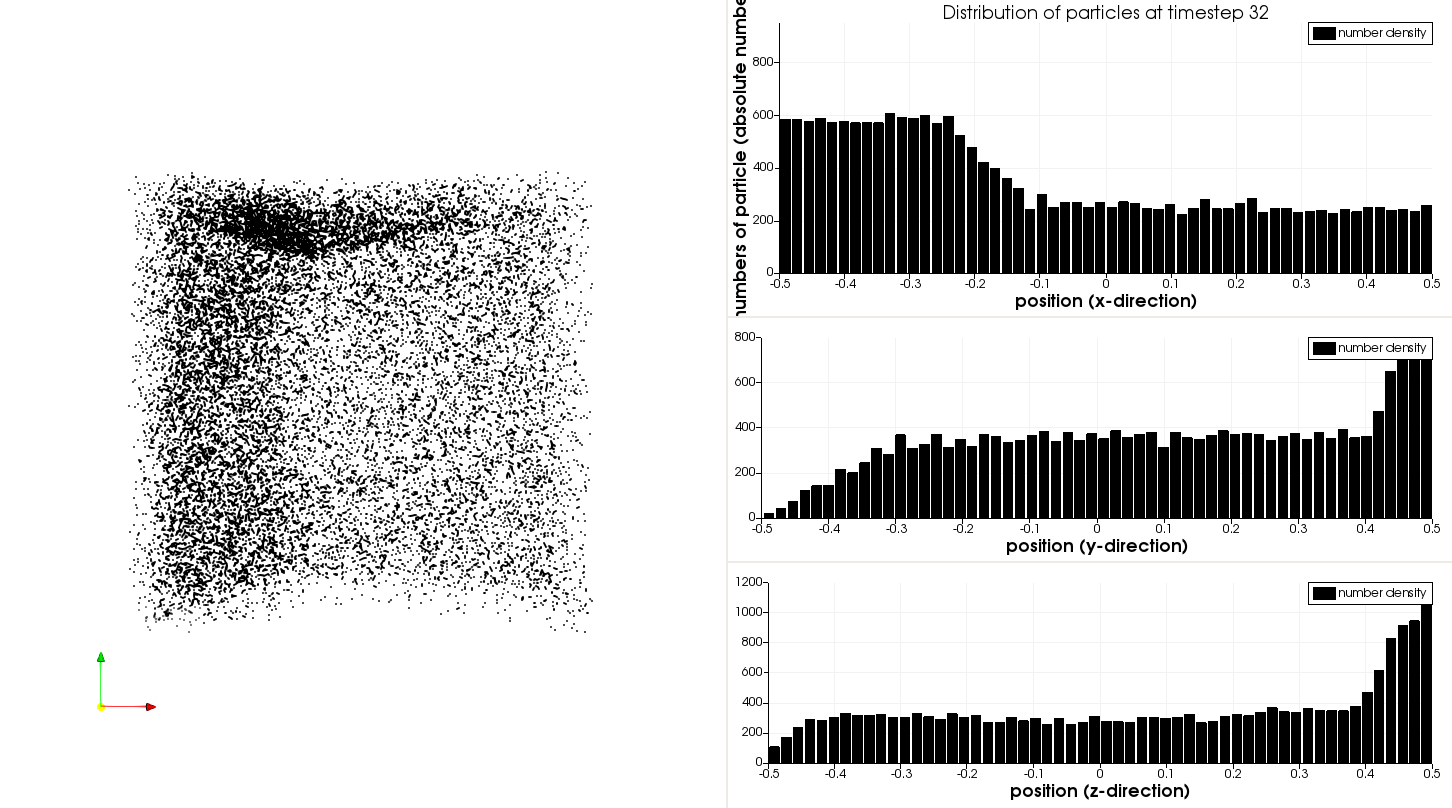 Distribution of particles at timestep 32
number density
numbers of particle (absolute numbe
800
600
400
200
0
-0.5 -0.4 -0.3 -0.2 -0.1 0 0.1 0.2 0.3 0.4 0.5
position (x-direction)
800
number density
600
400
200
0
-0.5 -0.4 -0.3 -0.2 -0.1 0 0.1 0.2 0.3 0.4 0.5
position (y-direction)
1200
number density
1000
800
600
400
200
0
-0.5 -0.4 -0.3 -0.2 -0.1 0 0.1 0.2 0.3 0.4 0.5
position (z-direction)